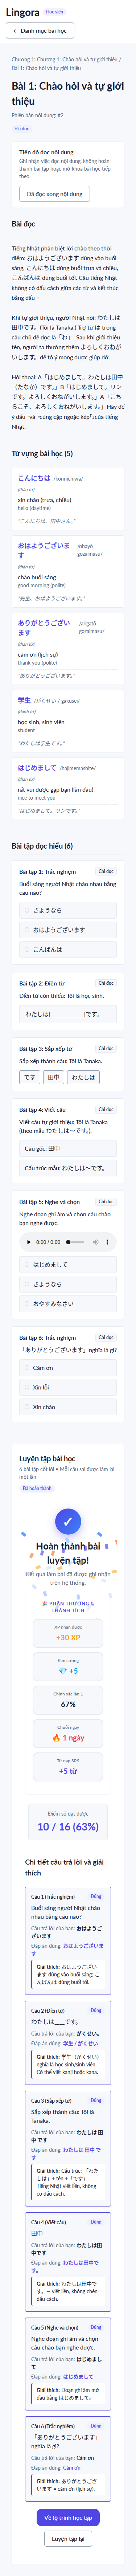 Lingora Học viên
← Danh mục bài học
Chương 1: Chương 1: Chào hỏi và tự giới thiệu /
Bài 1: Chào hỏi và tự giới thiệu
Bài 1: Chào hỏi và tự giới
thiệu
Phiên bản nội dung: #2
Đã đọc
Tiến độ đọc nội dung
Ghi nhận việc đọc nội dung, không hoàn
thành bài tập hoặc mở khóa bài học tiếp
theo.
Đã đọc xong nội dung
Bài đọc
Tiếng Nhật phân biệt lời chào theo thời
điểm: おはようございます dùng vào buổi
sáng, こんにちは dành buổi trưa và chiều,
こんばんは dùng buổi tối. Câu tiếng Nhật
không có dấu cách giữa các từ và kết thúc
bằng dấu 。
Khi tự giới thiệu, người Nhật nói: わたしは
田中です。(Tôi là Tanaka.) Trợ từ は trong
câu chủ đề đọc là 「わ」. Sau khi giới thiệu
tên, người ta thường thêm よろしくおねが
いします。 để tỏ ý mong được giúp đỡ.
Hội thoại: A「はじめまして。わたしは田中
（たなか）です。」 B「はじめまして。リン
です。よろしくおねがいします。」 A「こち
らこそ、よろしくおねがいします。」
Từ vựng bài học (5)
こんにちは /konnichiwa/
xin chào (trưa, chiều)
hello (daytime)
"こんにちは、田中さん。"
おはようござい
ます
/ohayō
gozaimasu/
chào buổi sáng
good morning (polite)
"先生、おはようございます。"
ありがとうござい
ます
/arigatō
gozaimasu/
cảm ơn (lịch sự)
thank you (polite)
"ありがとうございます。"
学生 /がくせい / gakusei/
học sinh, sinh viên
student
"わたしは学生です。"
はじめまして /hajimemashite/
rất vui được gặp bạn (lần đầu)
nice to meet you
"はじめまして。リンです。"
Bài tập đọc hiểu (6)
Bài tập 1: Trắc nghiệm Chỉ đọc
Buổi sáng người Nhật chào nhau bằng
câu nào?
さようなら
おはようございます
こんばんは
Bài tập 2: Điền từ Chỉ đọc
Điền từ còn thiếu: Tôi là học sinh.
わたしは[ __________ ]です。
Bài tập 3: Sắp xếp từ Chỉ đọc
Sắp xếp thành câu: Tôi là Tanaka.
です 田中 わたしは
Bài tập 4: Viết câu Chỉ đọc
Viết câu tự giới thiệu: Tôi là Tanaka
(theo mẫu わたしは〜です。).
Câu gốc: 田中
Cấu trúc mẫu: わたしは〜です。
Bài tập 5: Nghe và chọn Chỉ đọc
Nghe đoạn ghi âm và chọn câu chào
bạn nghe được.
0:00 / 0:00
はじめまして
さようなら
おやすみなさい
Bài tập 6: Trắc nghiệm Chỉ đọc
「ありがとうございます」 nghĩa là gì?
Cảm ơn
Xin lỗi
Xin chào
Luyện tập bài học
6 bài tập cốt lõi • Mỗi câu sai được làm lại
một lần
Đã hoàn thành
Hoàn thành bài
luyện tập!
Kết quả làm bài đã được ghi nhận
trên hệ thống.
🎉 PHẦN THƯỞNG &
THÀNH TÍCH
XP nhận được
+30 XP
Kim cương
💎 +5
Chính xác lần 1
67%
Chuỗi ngày
🔥 1 ngày
Từ nạp SRS
+5 từ
Điểm số đạt được
10 / 16 (63%)
Chi tiết câu trả lời và giải
thích
Câu 1 (Trắc nghiệm) Đúng
Buổi sáng người Nhật chào
nhau bằng câu nào?
Câu trả lời của bạn: おはようご
ざいます
Đáp án đúng: おはようございま
す
Giải thích: おはようござい
ます dùng vào buổi sáng; こ
んばんは dùng buổi tối.
Câu 2 (Điền từ) Đúng
わたしは____です。
Câu trả lời của bạn: がくせい。
Đáp án đúng: 学生 / がくせい
Giải thích: 学生（がくせい）
nghĩa là học sinh/sinh viên.
Có thể viết kanji hoặc kana.
Câu 3 (Sắp xếp từ) Đúng
Sắp xếp thành câu: Tôi là
Tanaka.
Câu trả lời của bạn: わたしは 田
中 です
Đáp án đúng: わたしは 田中 で
す
Giải thích: Cấu trúc: 「わた
しは」+ tên +「です」.
Tiếng Nhật viết liền, không
có dấu cách.
Câu 4 (Viết câu) Đúng
田中
Câu trả lời của bạn: わたしは田
中です
Đáp án đúng: わたしは田中で
す。
Giải thích: わたしは田中で
す。— viết liền, không chèn
dấu cách.
Câu 5 (Nghe và chọn) Đúng
Nghe đoạn ghi âm và chọn
câu chào bạn nghe được.
Câu trả lời của bạn: はじめまし
て
Đáp án đúng: はじめまして
Giải thích: Đoạn ghi âm mở
đầu bằng はじめまして。
Câu 6 (Trắc nghiệm) Đúng
「ありがとうございます」
nghĩa là gì?
Câu trả lời của bạn: Cảm ơn
Đáp án đúng: Cảm ơn
Giải thích: ありがとうござ
います = cảm ơn (lịch sự).
Về lộ trình học tập
Luyện tập lại